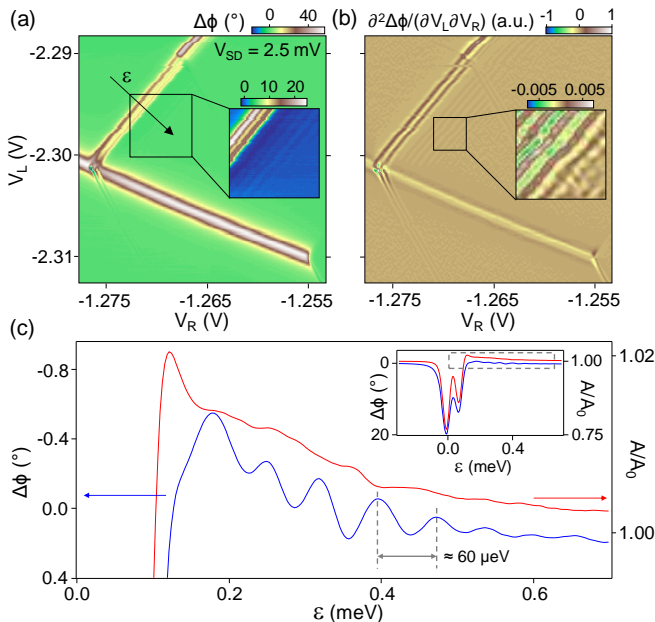 (a)
Δϕ (°)
0 40
V_SD = 2.5 mV
ε
0 10 20
-2.29
-2.30
-2.31
V_L (V)
-1.275 -1.265 -1.255
V_R (V)
(b)
∂²Δϕ/(∂V_L∂V_R) (a.u.)
-1 0 1
-0.005 0.005
-1.275 -1.265 -1.255
V_R (V)
(c)
-0.8
-0.4
0.0
0.4
Δϕ (°)
0.0 0.2 0.4 0.6
ε (meV)
≈ 60 µeV
1.02
1.00
A/A₀
0
20
Δϕ (°)
0.0 0.4
ε (meV)
1.00
0.75
A/A₀